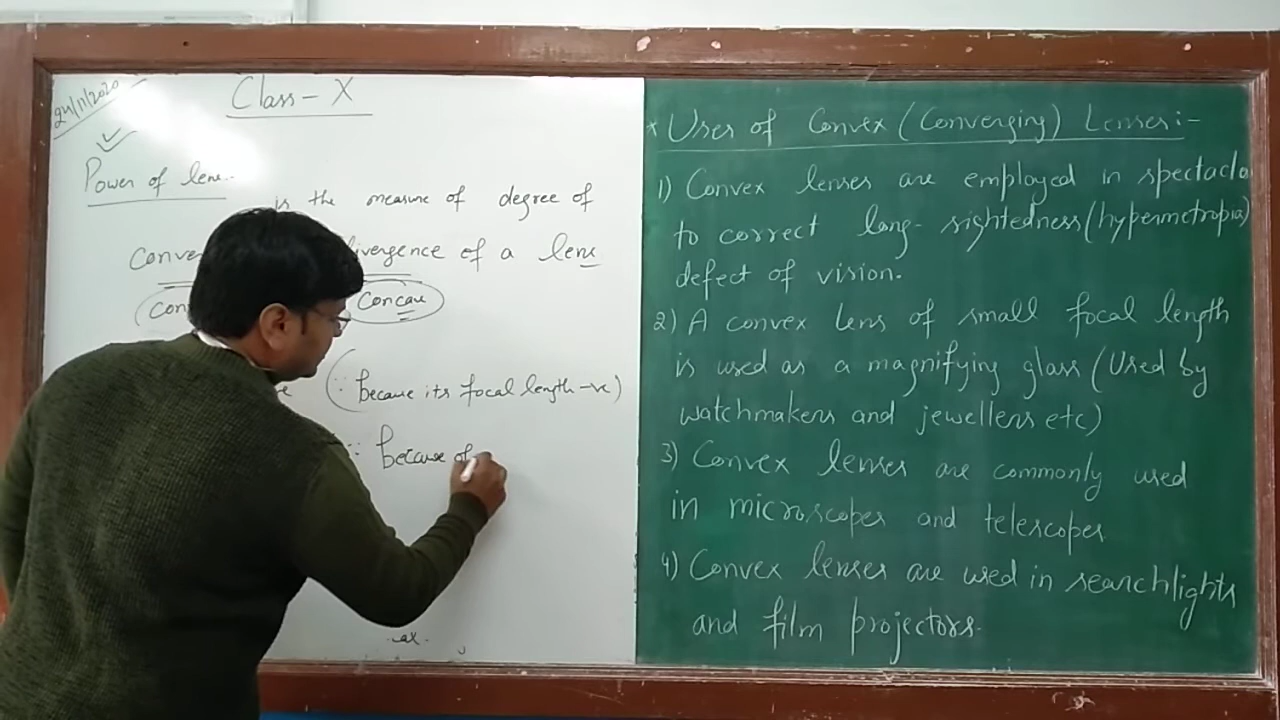 24/11/2020
Class - X
Power of lens
is the measure of degree of
divergence of a lens
Concave
(∵ because its focal length -ve)
∵ because of
* Uses of Convex (Converging) Lenses :-
1) Convex lenses are employed in spectacle
to correct long-sightedness (hypermetropia)
defect of vision.
2) A convex lens of small focal length
is used as a magnifying glass (Used by
watchmakers and jewellers etc)
3) Convex lenses are commonly used
in microscopes and telescopes
4) Convex lenses are used in searchlights
and film projectors.